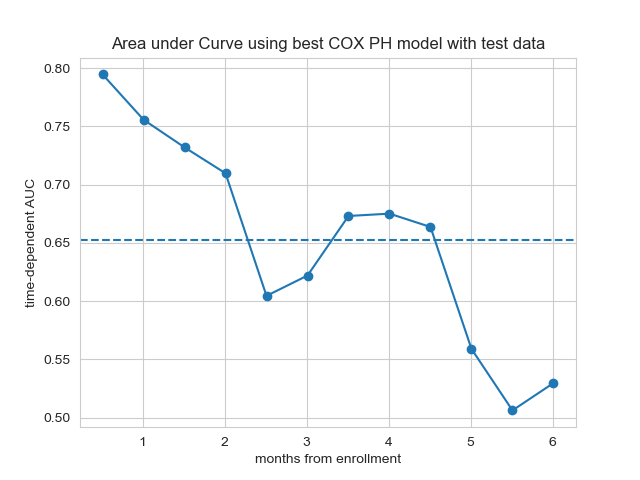 Area under Curve using best COX PH model with test data
time-dependent AUC
0.80
0.75
0.70
0.65
0.60
0.55
0.50
1 2 3 4 5 6
months from enrollment